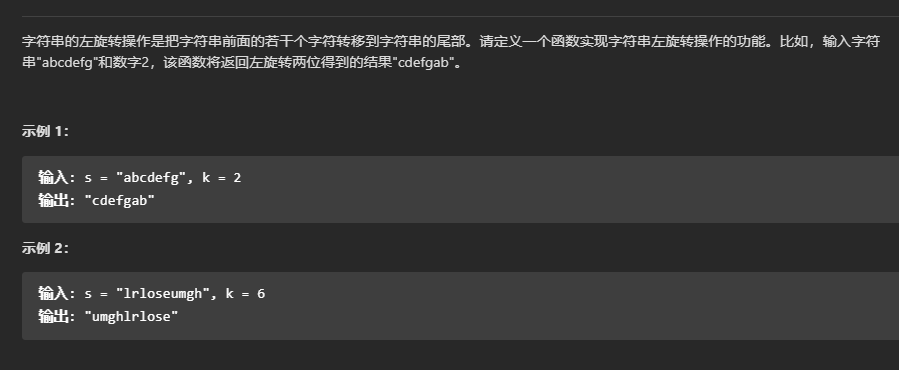 字符串的左旋转操作是把字符串前面的若干个字符转移到字符串的尾部。请定义一个函数实现字符串左旋转操作的功能。比如，输入字符
串"abcdefg"和数字2，该函数将返回左旋转两位得到的结果"cdefgab"。
示例 1：
输入: s = "abcdefg", k = 2
输出: "cdefgab"
示例 2：
输入: s = "lrloseumgh", k = 6
输出: "umghlrlose"